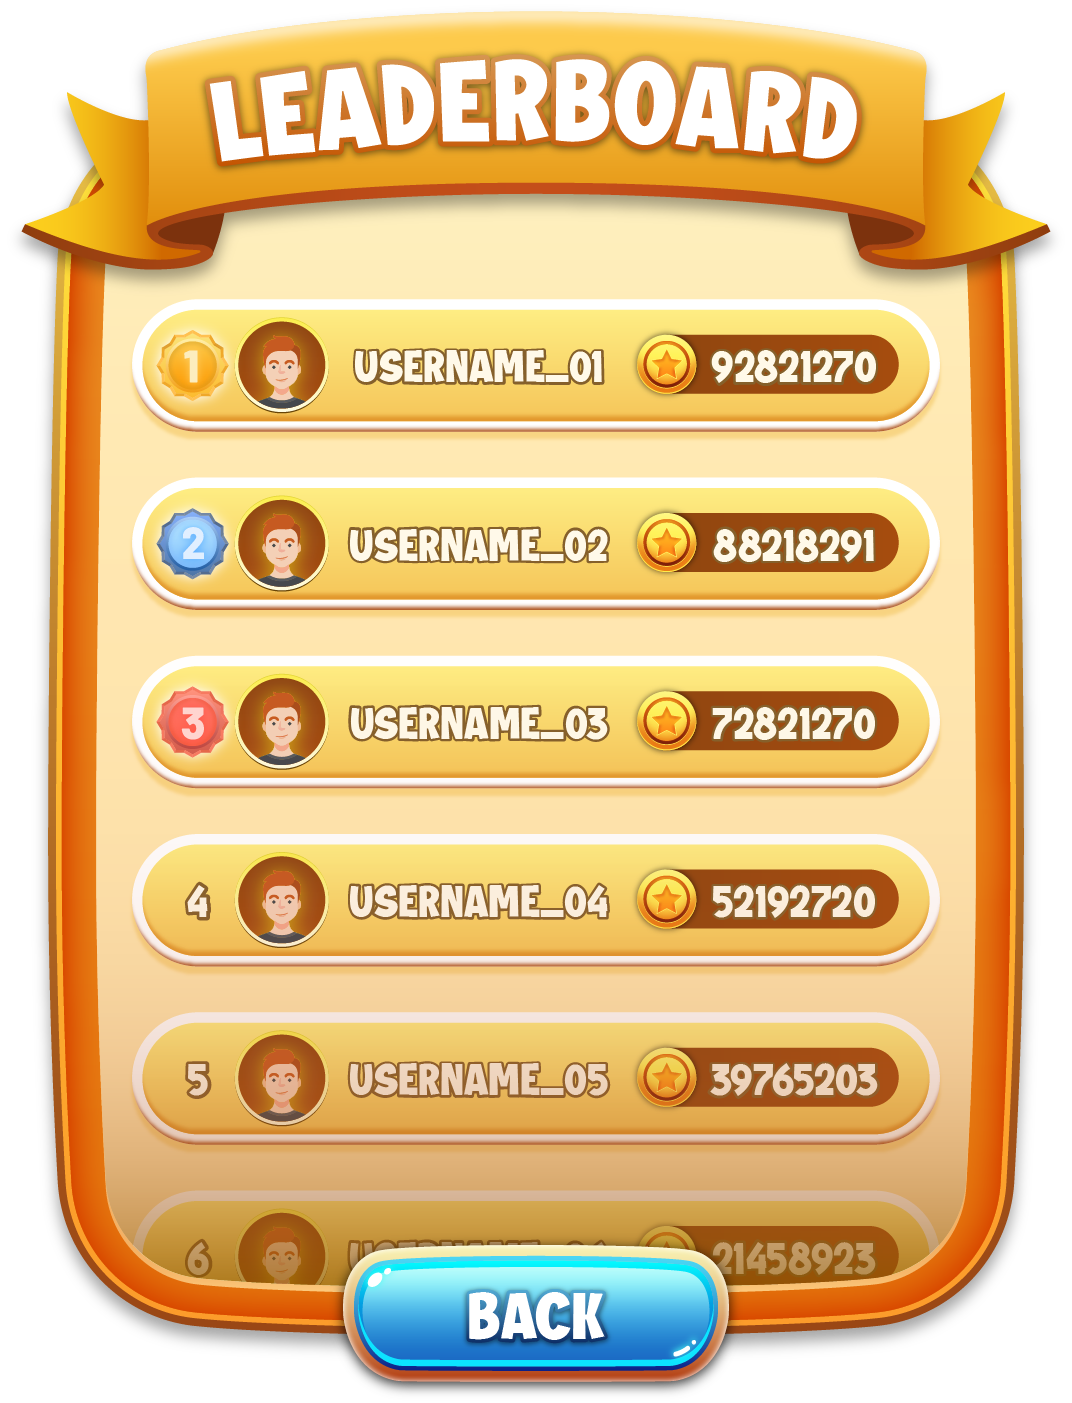 LEADERBOARD
1 USERNAME_01 92821270
2 USERNAME_02 88218291
3 USERNAME_03 72821270
4 USERNAME_04 52192720
5 USERNAME_05 39765203
6 21458923
BACK